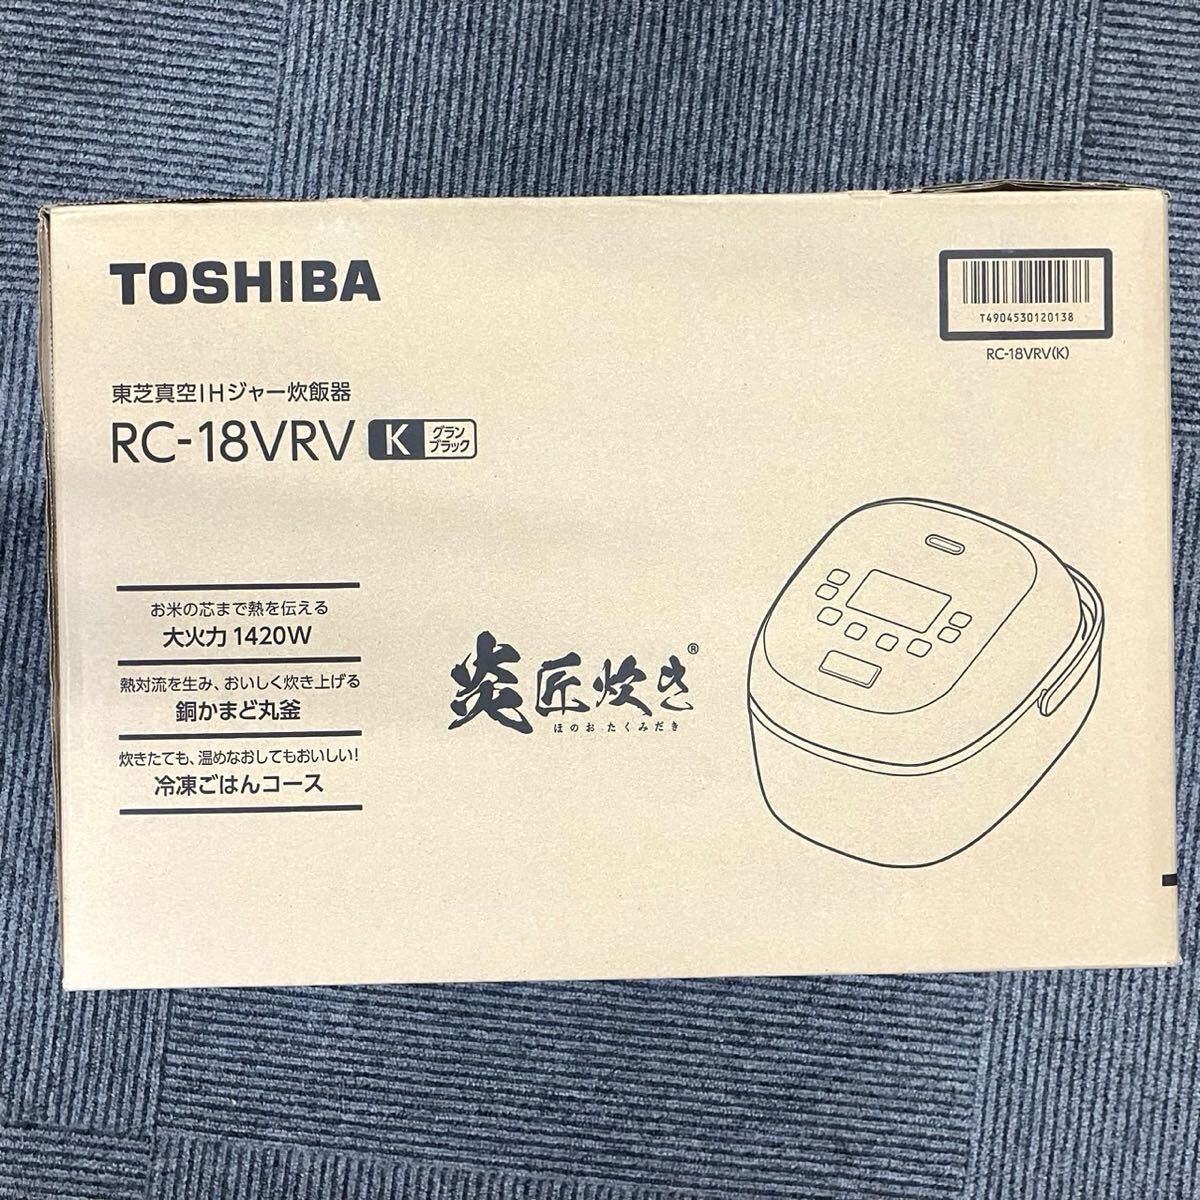 TOSHIBA
T4904530120138
RC-18VRV(K)
東芝真空IHジャー炊飯器
RC-18VRV K グラン
ブラック
お米の芯まで熱を伝える
大火力 1420W
熱対流を生み、おいしく炊き上げる
銅かまど丸釜
炊きたても、温めなおしてもおいしい!
冷凍ごはんコース
炎匠炊き®
ほのおたくみだき